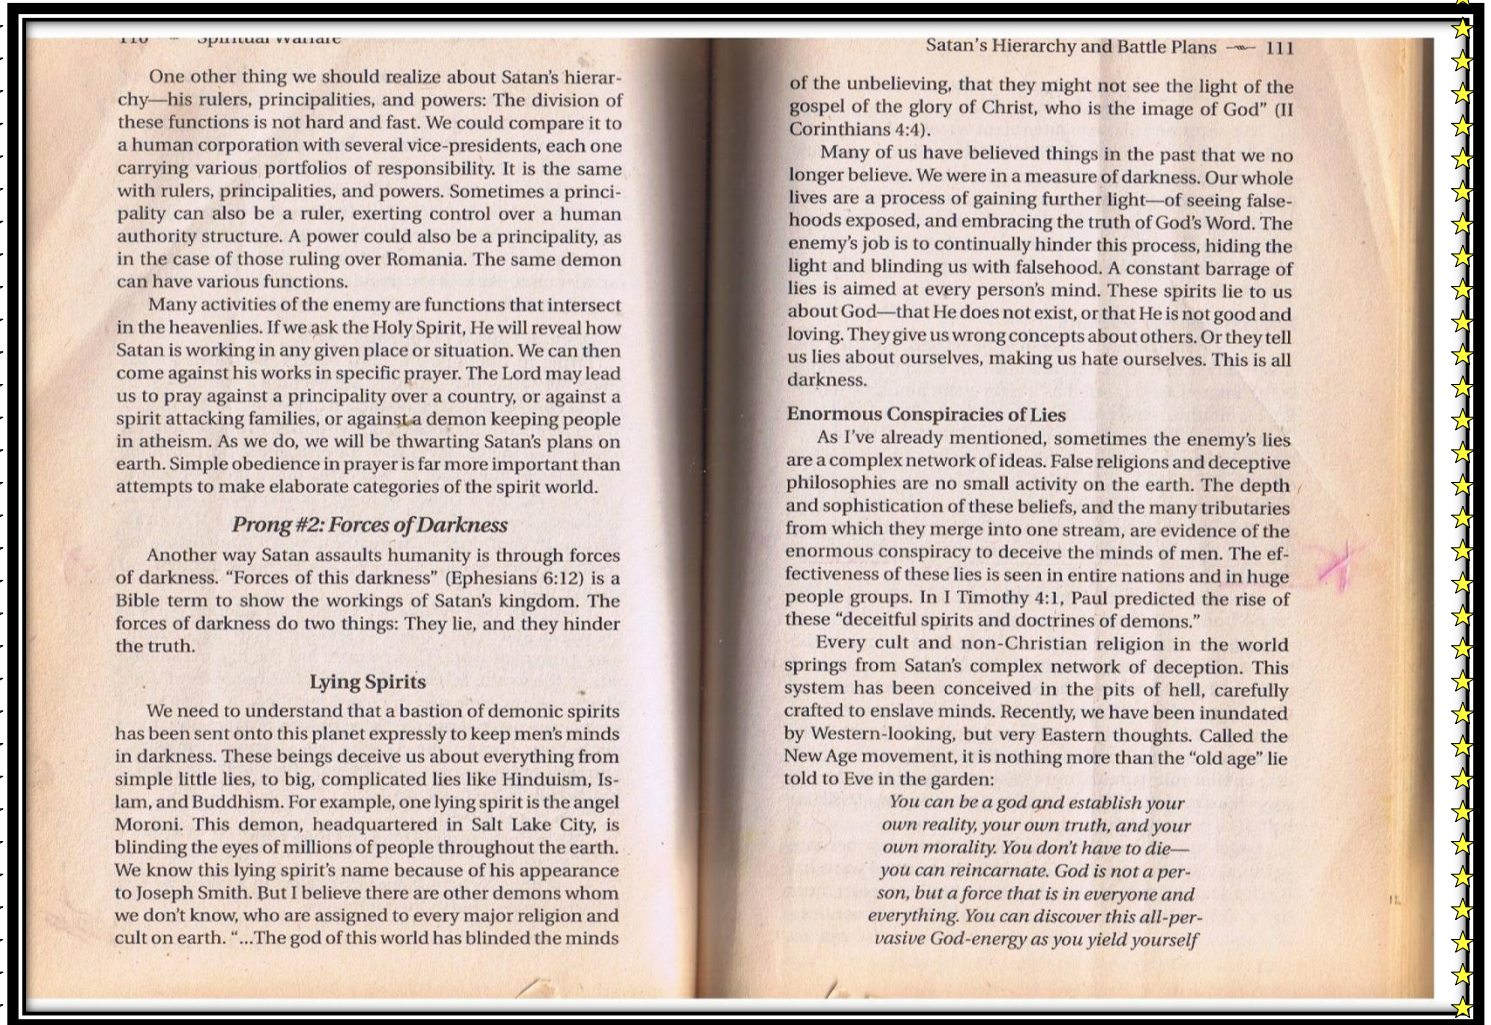 110 Spiritual Warfare
One other thing we should realize about Satan's hierar-
chy—his rulers, principalities, and powers: The division of
these functions is not hard and fast. We could compare it to
a human corporation with several vice-presidents, each one
carrying various portfolios of responsibility. It is the same
with rulers, principalities, and powers. Sometimes a princi-
pality can also be a ruler, exerting control over a human
authority structure. A power could also be a principality, as
in the case of those ruling over Romania. The same demon
can have various functions.
Many activities of the enemy are functions that intersect
in the heavenlies. If we ask the Holy Spirit, He will reveal how
Satan is working in any given place or situation. We can then
come against his works in specific prayer. The Lord may lead
us to pray against a principality over a country, or against a
spirit attacking families, or against a demon keeping people
in atheism. As we do, we will be thwarting Satan's plans on
earth. Simple obedience in prayer is far more important than
attempts to make elaborate categories of the spirit world.
Prong #2: Forces of Darkness
Another way Satan assaults humanity is through forces
of darkness. “Forces of this darkness” (Ephesians 6:12) is a
Bible term to show the workings of Satan's kingdom. The
forces of darkness do two things: They lie, and they hinder
the truth.
Lying Spirits
We need to understand that a bastion of demonic spirits
has been sent onto this planet expressly to keep men's minds
in darkness. These beings deceive us about everything from
simple little lies, to big, complicated lies like Hinduism, Is-
lam, and Buddhism. For example, one lying spirit is the angel
Moroni. This demon, headquartered in Salt Lake City, is
blinding the eyes of millions of people throughout the earth.
We know this lying spirit's name because of his appearance
to Joseph Smith. But I believe there are other demons whom
we don't know, who are assigned to every major religion and
cult on earth. “...The god of this world has blinded the minds
Satan's Hierarchy and Battle Plans 111
of the unbelieving, that they might not see the light of the
gospel of the glory of Christ, who is the image of God” (II
Corinthians 4:4).
Many of us have believed things in the past that we no
longer believe. We were in a measure of darkness. Our whole
lives are a process of gaining further light—of seeing false-
hoods exposed, and embracing the truth of God's Word. The
enemy's job is to continually hinder this process, hiding the
light and blinding us with falsehood. A constant barrage of
lies is aimed at every person's mind. These spirits lie to us
about God—that He does not exist, or that He is not good and
loving. They give us wrong concepts about others. Or they tell
us lies about ourselves, making us hate ourselves. This is all
darkness.
Enormous Conspiracies of Lies
As I've already mentioned, sometimes the enemy's lies
are a complex network of ideas. False religions and deceptive
philosophies are no small activity on the earth. The depth
and sophistication of these beliefs, and the many tributaries
from which they merge into one stream, are evidence of the
enormous conspiracy to deceive the minds of men. The ef-
fectiveness of these lies is seen in entire nations and in huge
people groups. In I Timothy 4:1, Paul predicted the rise of
these “deceitful spirits and doctrines of demons.”
Every cult and non-Christian religion in the world
springs from Satan's complex network of deception. This
system has been conceived in the pits of hell, carefully
crafted to enslave minds. Recently, we have been inundated
by Western-looking, but very Eastern thoughts. Called the
New Age movement, it is nothing more than the “old age” lie
told to Eve in the garden:
You can be a god and establish your
own reality, your own truth, and your
own morality. You don't have to die—
you can reincarnate. God is not a per-
son, but a force that is in everyone and
everything. You can discover this all-per-
vasive God-energy as you yield yourself